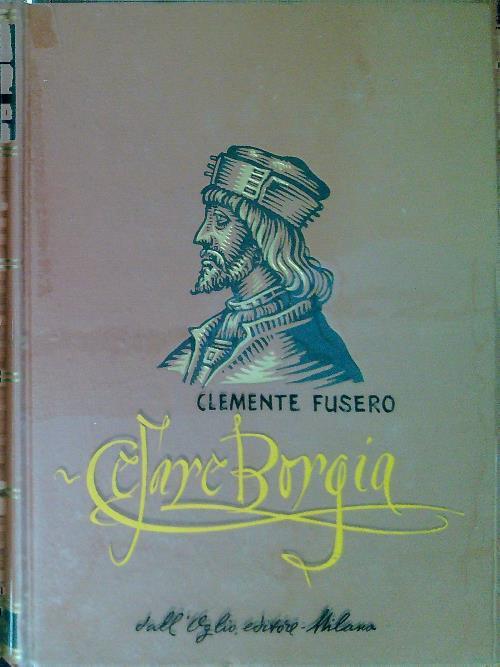 CLEMENTE FUSERO
Cesare Borgia
dall'Oglio, editore - Milano